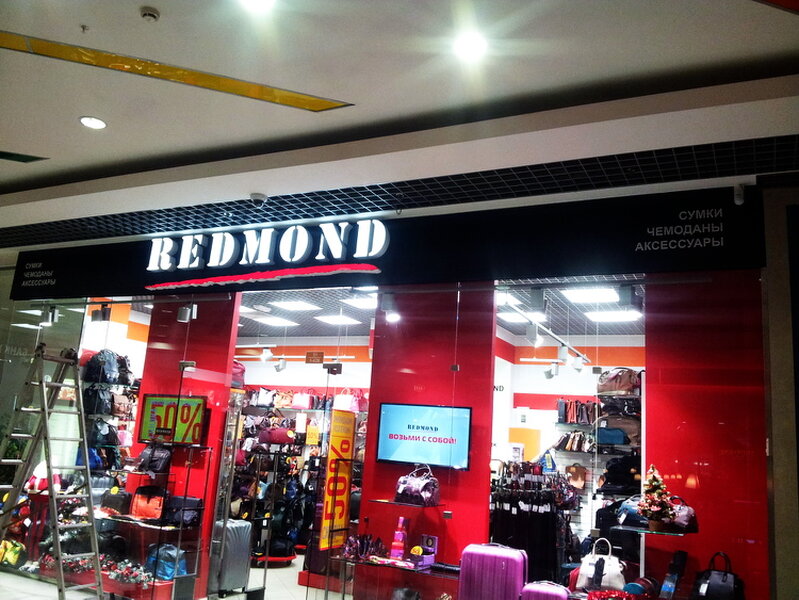 REDMOND
СУМКИ
ЧЕМОДАНЫ
АКСЕССУАРЫ
СУМКИ
ЧЕМОДАНЫ
АКСЕССУАРЫ
50%
50%
REDMOND
ВОЗЬМИ С СОБОЙ!